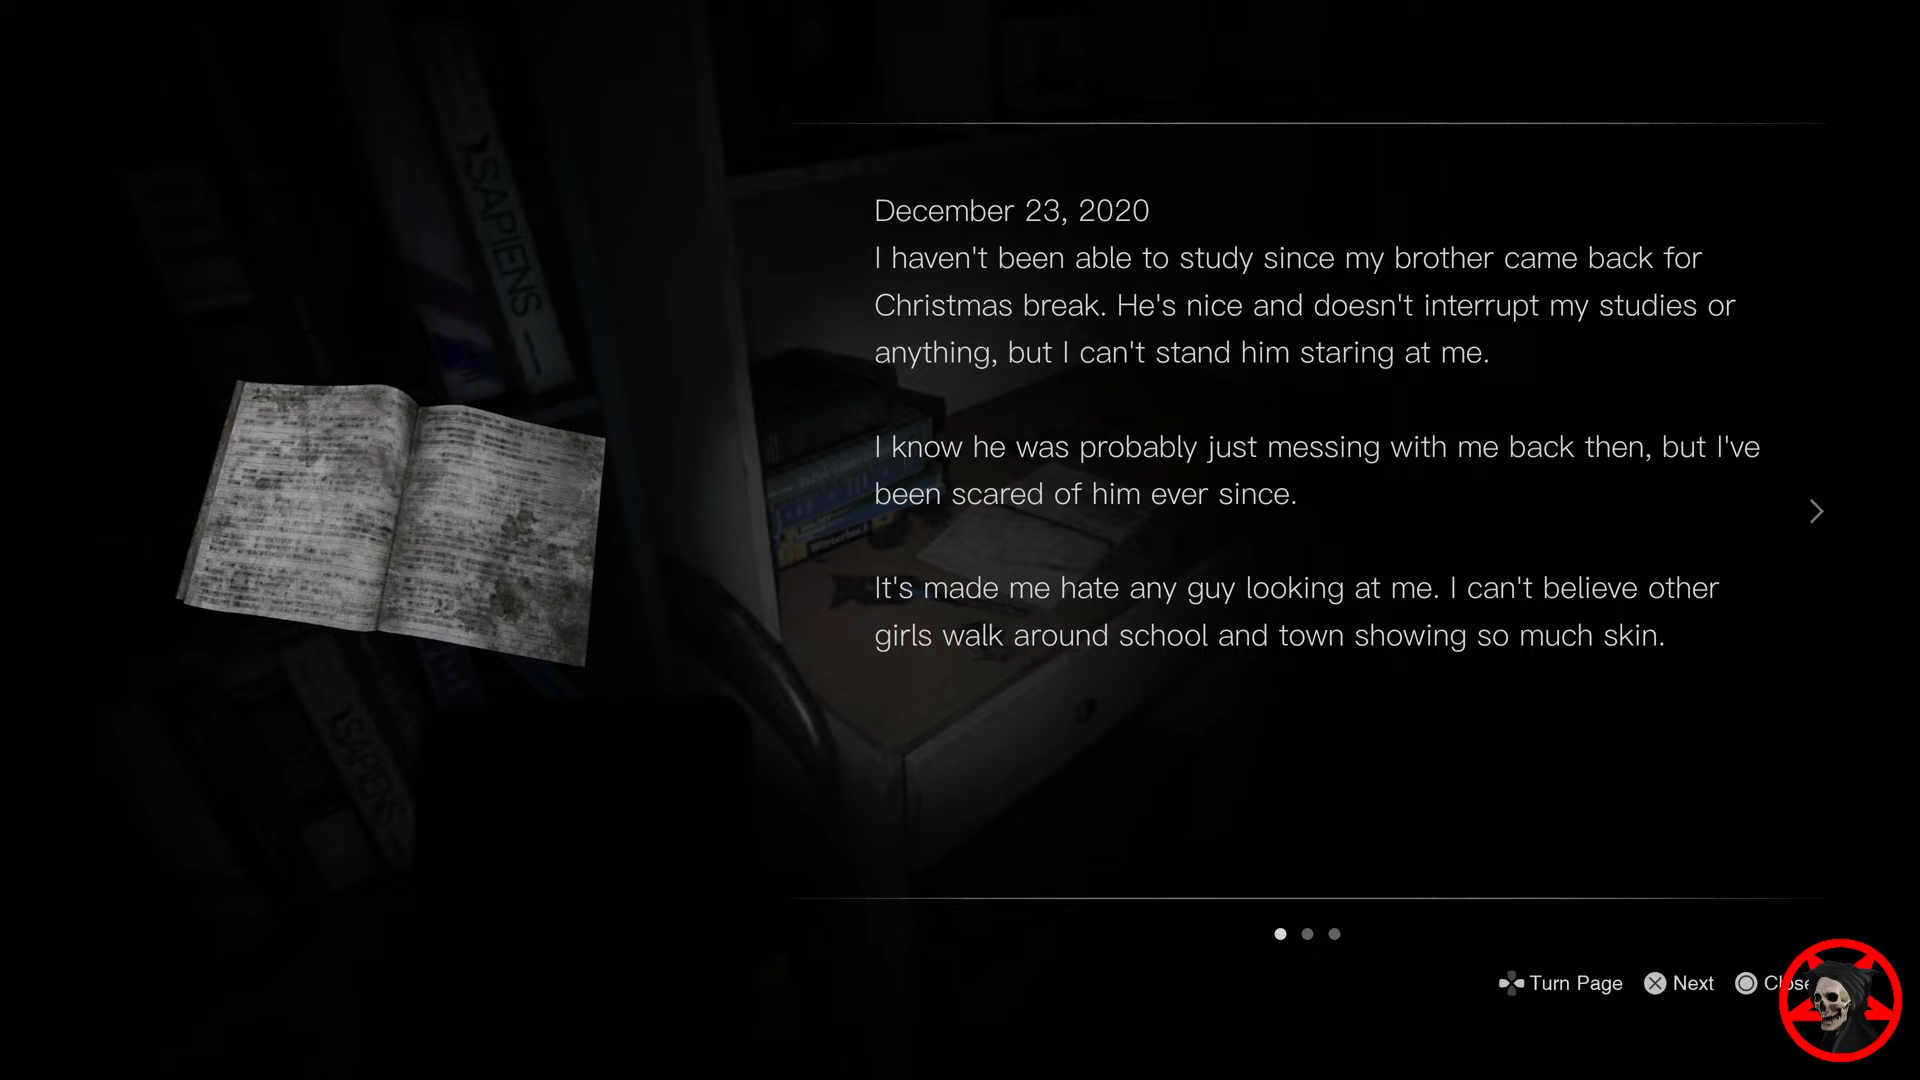 SAPIENS
December 23, 2020
I haven't been able to study since my brother came back for
Christmas break. He's nice and doesn't interrupt my studies or
anything, but I can't stand him staring at me.
I know he was probably just messing with me back then, but I've
been scared of him ever since.
It's made me hate any guy looking at me. I can't believe other
girls walk around school and town showing so much skin.
SAPIENS
Turn Page
Next
Close